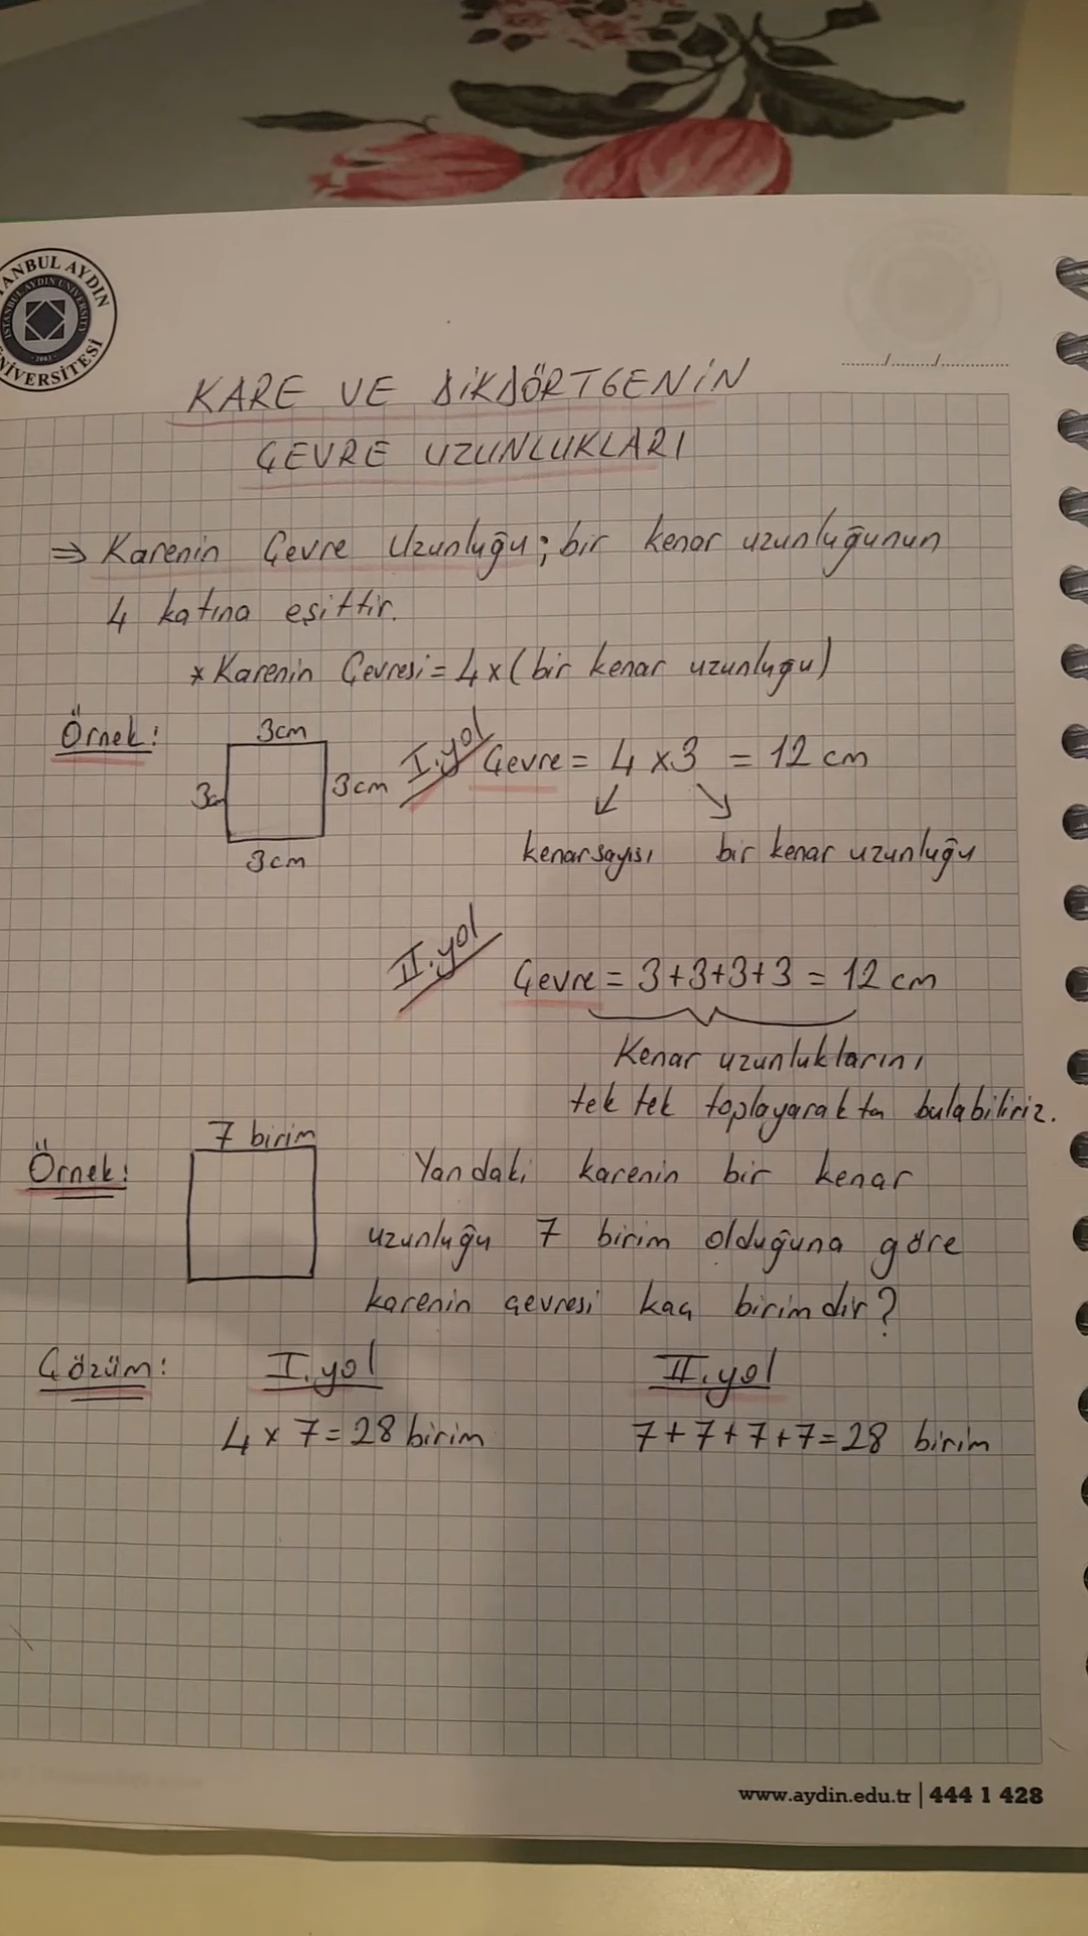 ANBUL AYDIN
İSTANBUL AYDIN UNIVERSITY
ÜNİVERSİTESİ
...../...../.....
KARE VE DİKDÖRTGENİN
ÇEVRE UZUNLUKLARI
⇒ Karenin Çevre Uzunluğu; bir kenar uzunluğunun
4 katına eşittir.
* Karenin Çevresi = 4 x (bir kenar uzunluğu)
Örnek:
3cm
3c
3cm
3cm
I. yol Çevre = 4 x 3 = 12 cm
kenar sayısı bir kenar uzunluğu
II. yol Çevre = 3+3+3+3 = 12 cm
Kenar uzunluklarını
tek tek toplayarak ta bulabiliriz.
Örnek: 7 birim
Yandaki karenin bir kenar
uzunluğu 7 birim olduğuna göre
karenin çevresi kaç birimdir?
Çözüm: I. yol II. yol
4 x 7 = 28 birim 7+7+7+7=28 birim
www.aydin.edu.tr | 444 1 428